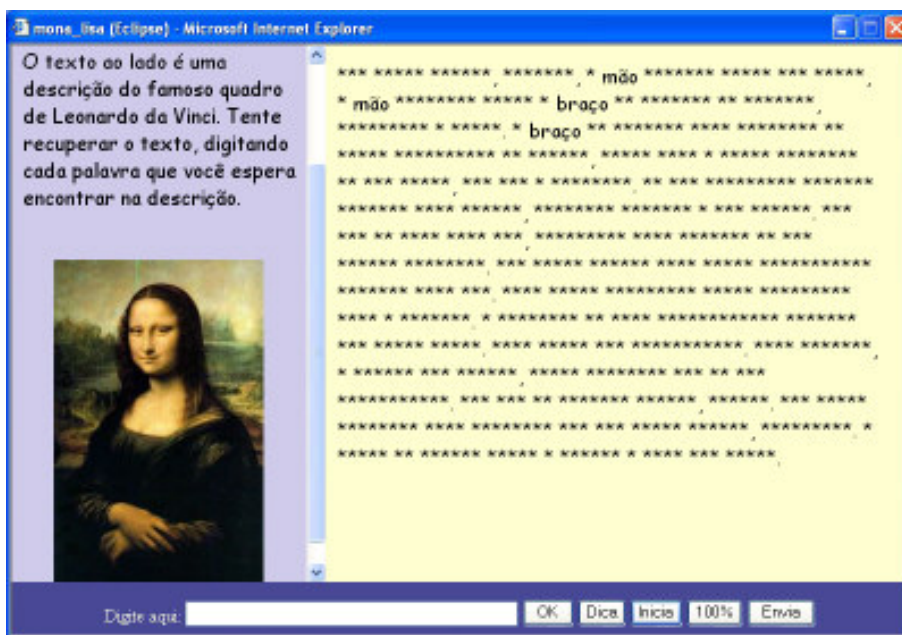 mona_lisa (Eclipse) - Microsoft Internet Explorer
O texto ao lado é uma
descrição do famoso quadro
de Leonardo da Vinci. Tente
recuperar o texto, digitando
cada palavra que você espera
encontrar na descrição.
*** ***** ******, *******, * mão ******* ***** *** *****,
* mão ******** ***** * braço ** ******* ** *******,
********* * *****, * braço ** ******* **** ******** **
***** ********** ** ******, ***** **** * ***** ********
** *** *****, *** *** * ********, ** *** ********* *******
******* **** ******, ******** ******* * *** ******, ***
*** ** **** **** ***, ********* **** ******* ** ***
****** ********, *** ***** ****** **** ***** ***********
******* **** ***, **** ***** ********* ***** *********
**** * *******, * ******** ** **** ************ *******
*** ***** *****, **** ***** *** ***********, **** *******,
* ****** *** ******, ***** ******** *** ** ***
***********, *** *** ** ******* ******, ******, *** *****
******** **** ******** *** *** ***** ******, *********, *
***** ** ****** ***** * ****** * **** *** *****,
Digite aqui:
OK Dica Inicia 100% Envia